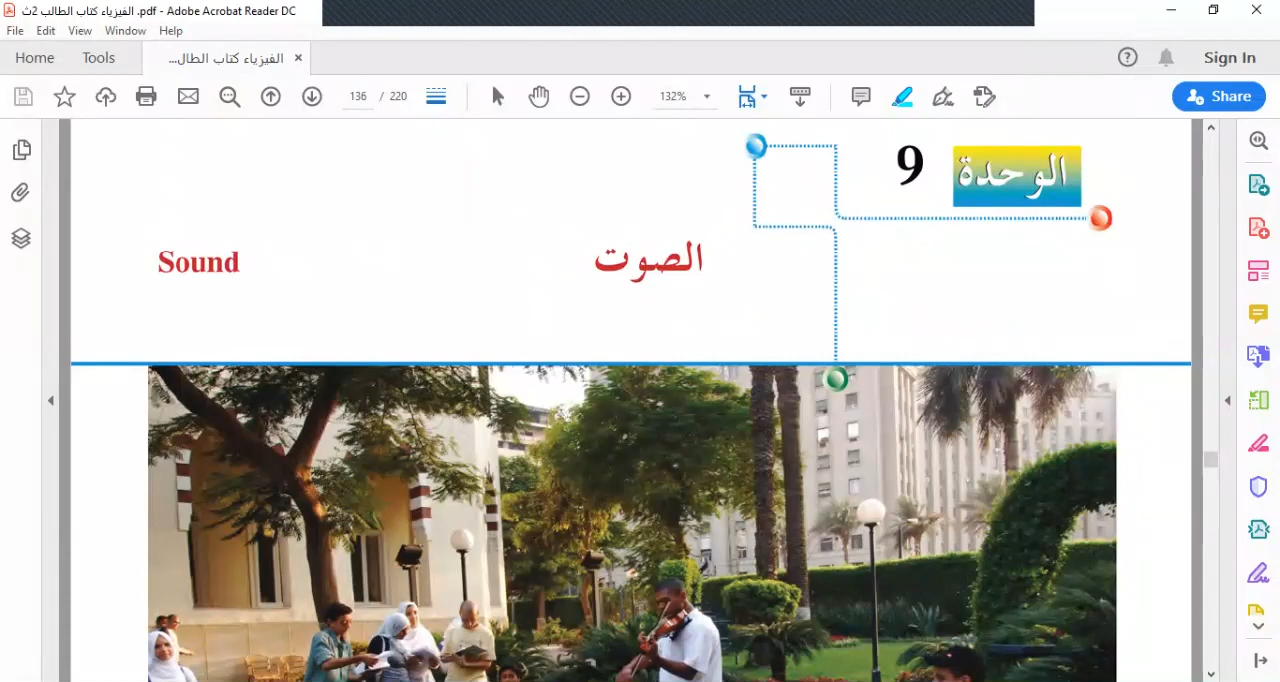 الفيزياء كتاب الطالب 2ث .pdf - Adobe Acrobat Reader DC
File Edit View Window Help
Home Tools الفيزياء كتاب الطال... × Sign In
136 / 220 132% Share
الوحدة 9
الصوت Sound